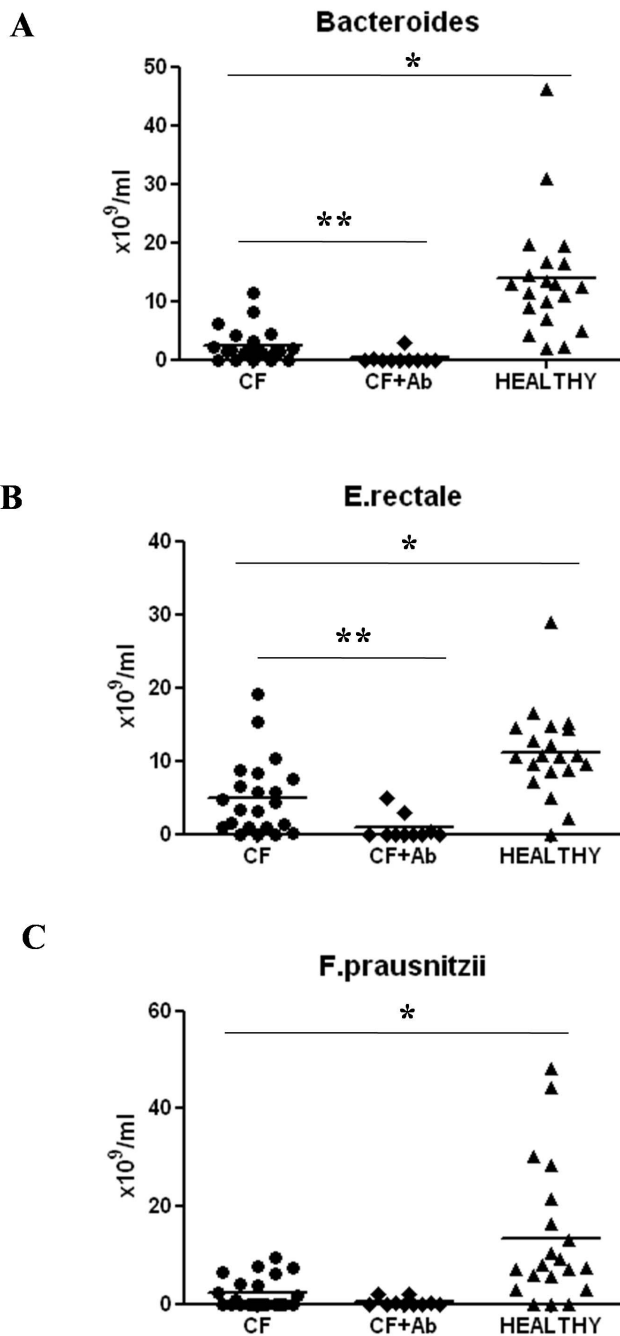 A
Bacteroides
*
**
x10⁹/ml
50
40
30
20
10
0
CF CF+Ab HEALTHY
B
E.rectale
*
**
x10⁹/ml
40
30
20
10
0
CF CF+Ab HEALTHY
C
F.prausnitzii
*
x10⁹/ml
60
40
20
0
CF CF+Ab HEALTHY